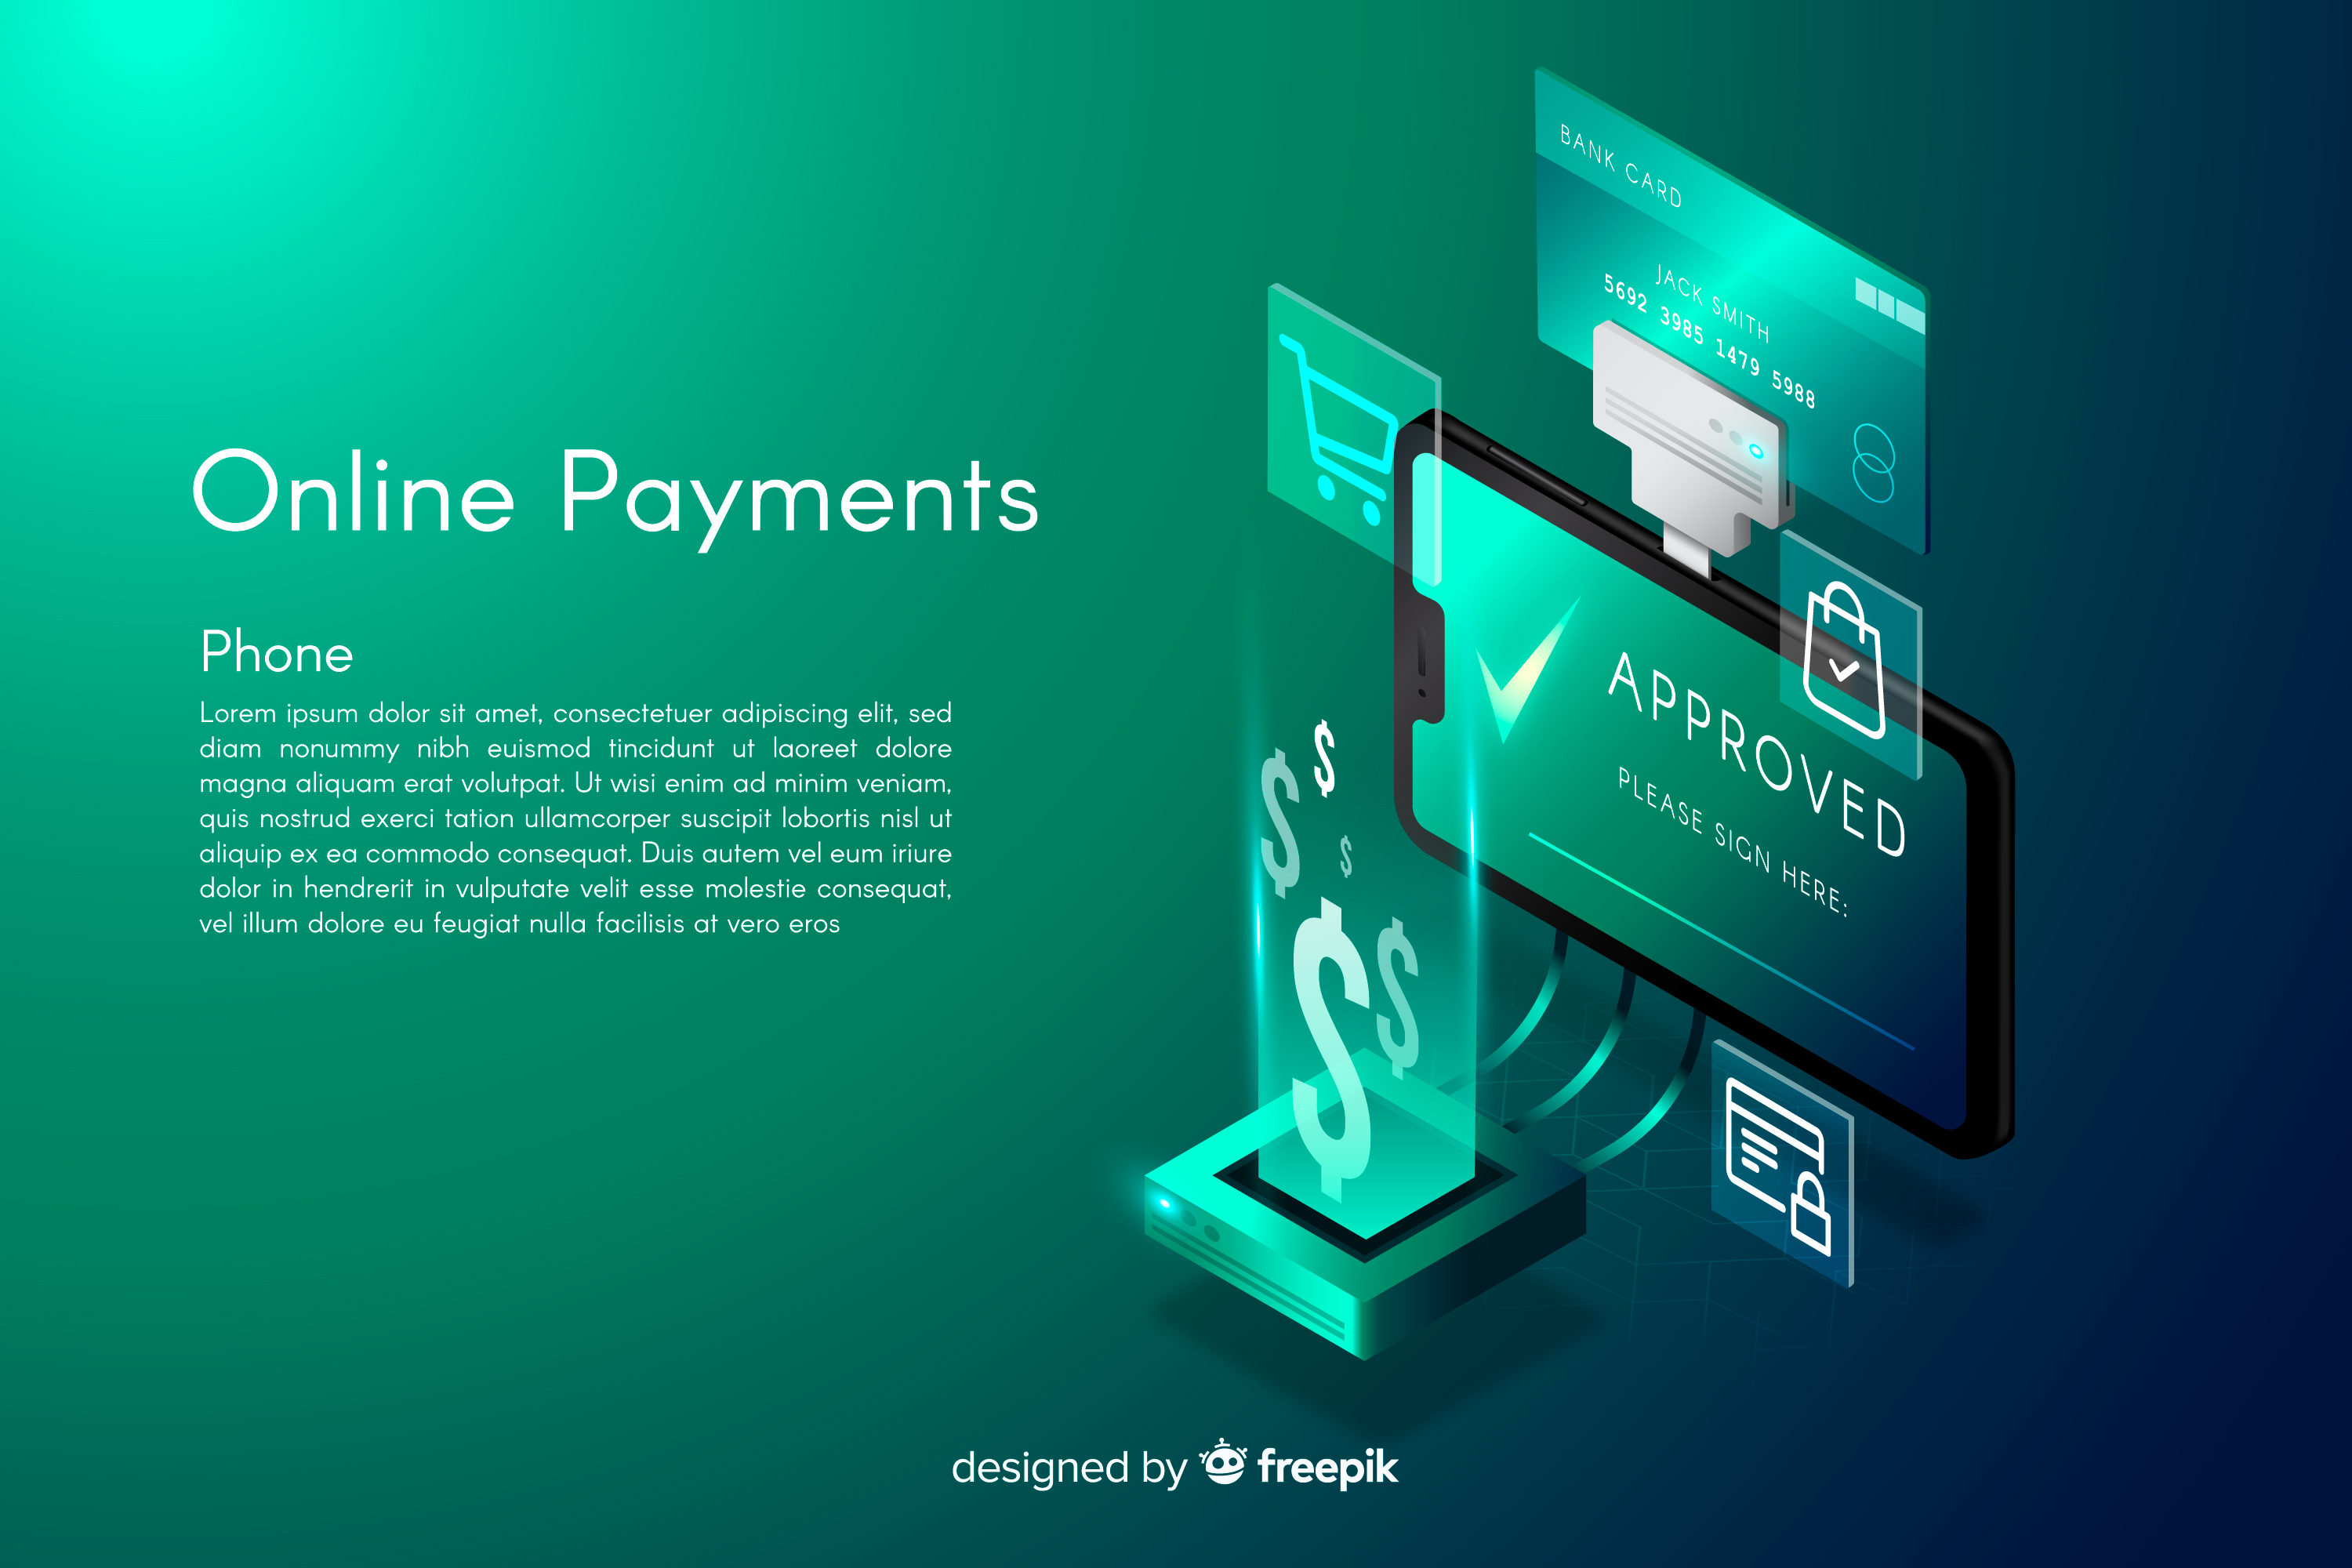 Online Payments
Phone
Lorem ipsum dolor sit amet, consectetuer adipiscing elit, sed
diam nonummy nibh euismod tincidunt ut laoreet dolore
magna aliquam erat volutpat. Ut wisi enim ad minim veniam,
quis nostrud exerci tation ullamcorper suscipit lobortis nisl ut
aliquip ex ea commodo consequat. Duis autem vel eum iriure
dolor in hendrerit in vulputate velit esse molestie consequat,
vel illum dolore eu feugiat nulla facilisis at vero eros
BANK CARD
JACK SMITH
5692 3985 1479 5988
APPROVED
PLEASE SIGN HERE:
$
$
$
$
$
designed by freepik